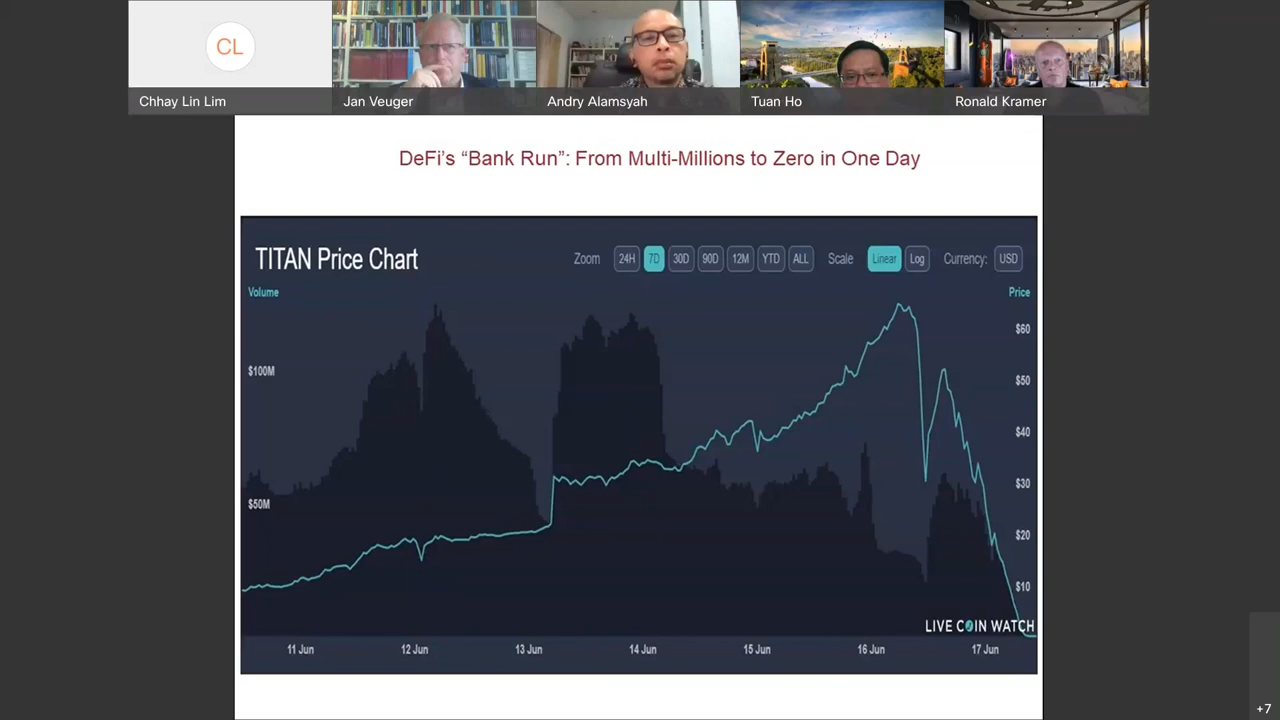 CL
Chhay Lin Lim
Jan Veuger
Andry Alamsyah
Tuan Ho
Ronald Kramer
DeFi's “Bank Run”: From Multi-Millions to Zero in One Day
TITAN Price Chart
Zoom 24H 7D 30D 90D 12M YTD ALL Scale Linear Log Currency: USD
Volume
Price
$60
$100M
$50
$40
$30
$50M
$20
$10
LIVE COIN WATCH
11 Jun 12 Jun 13 Jun 14 Jun 15 Jun 16 Jun 17 Jun
+7